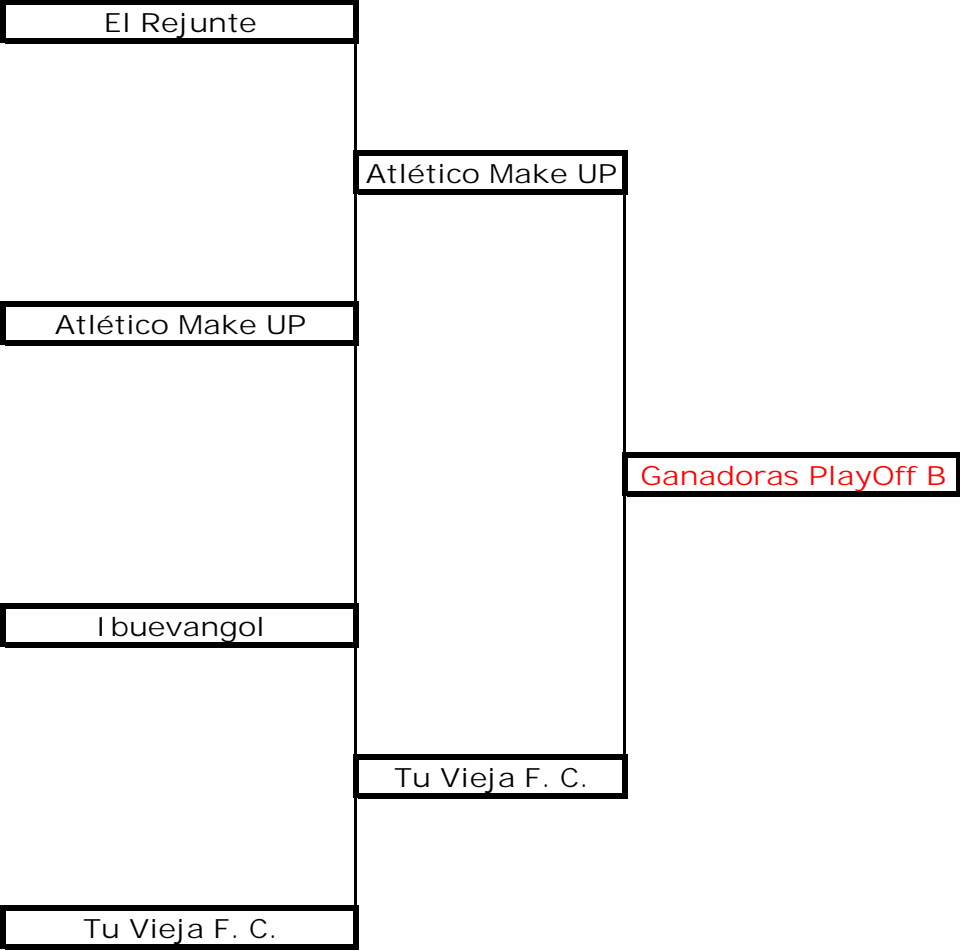 El Rejunte
Atlético Make UP
Atlético Make UP
Ganadoras PlayOff B
Ibuevangol
Tu Vieja F. C.
Tu Vieja F. C.